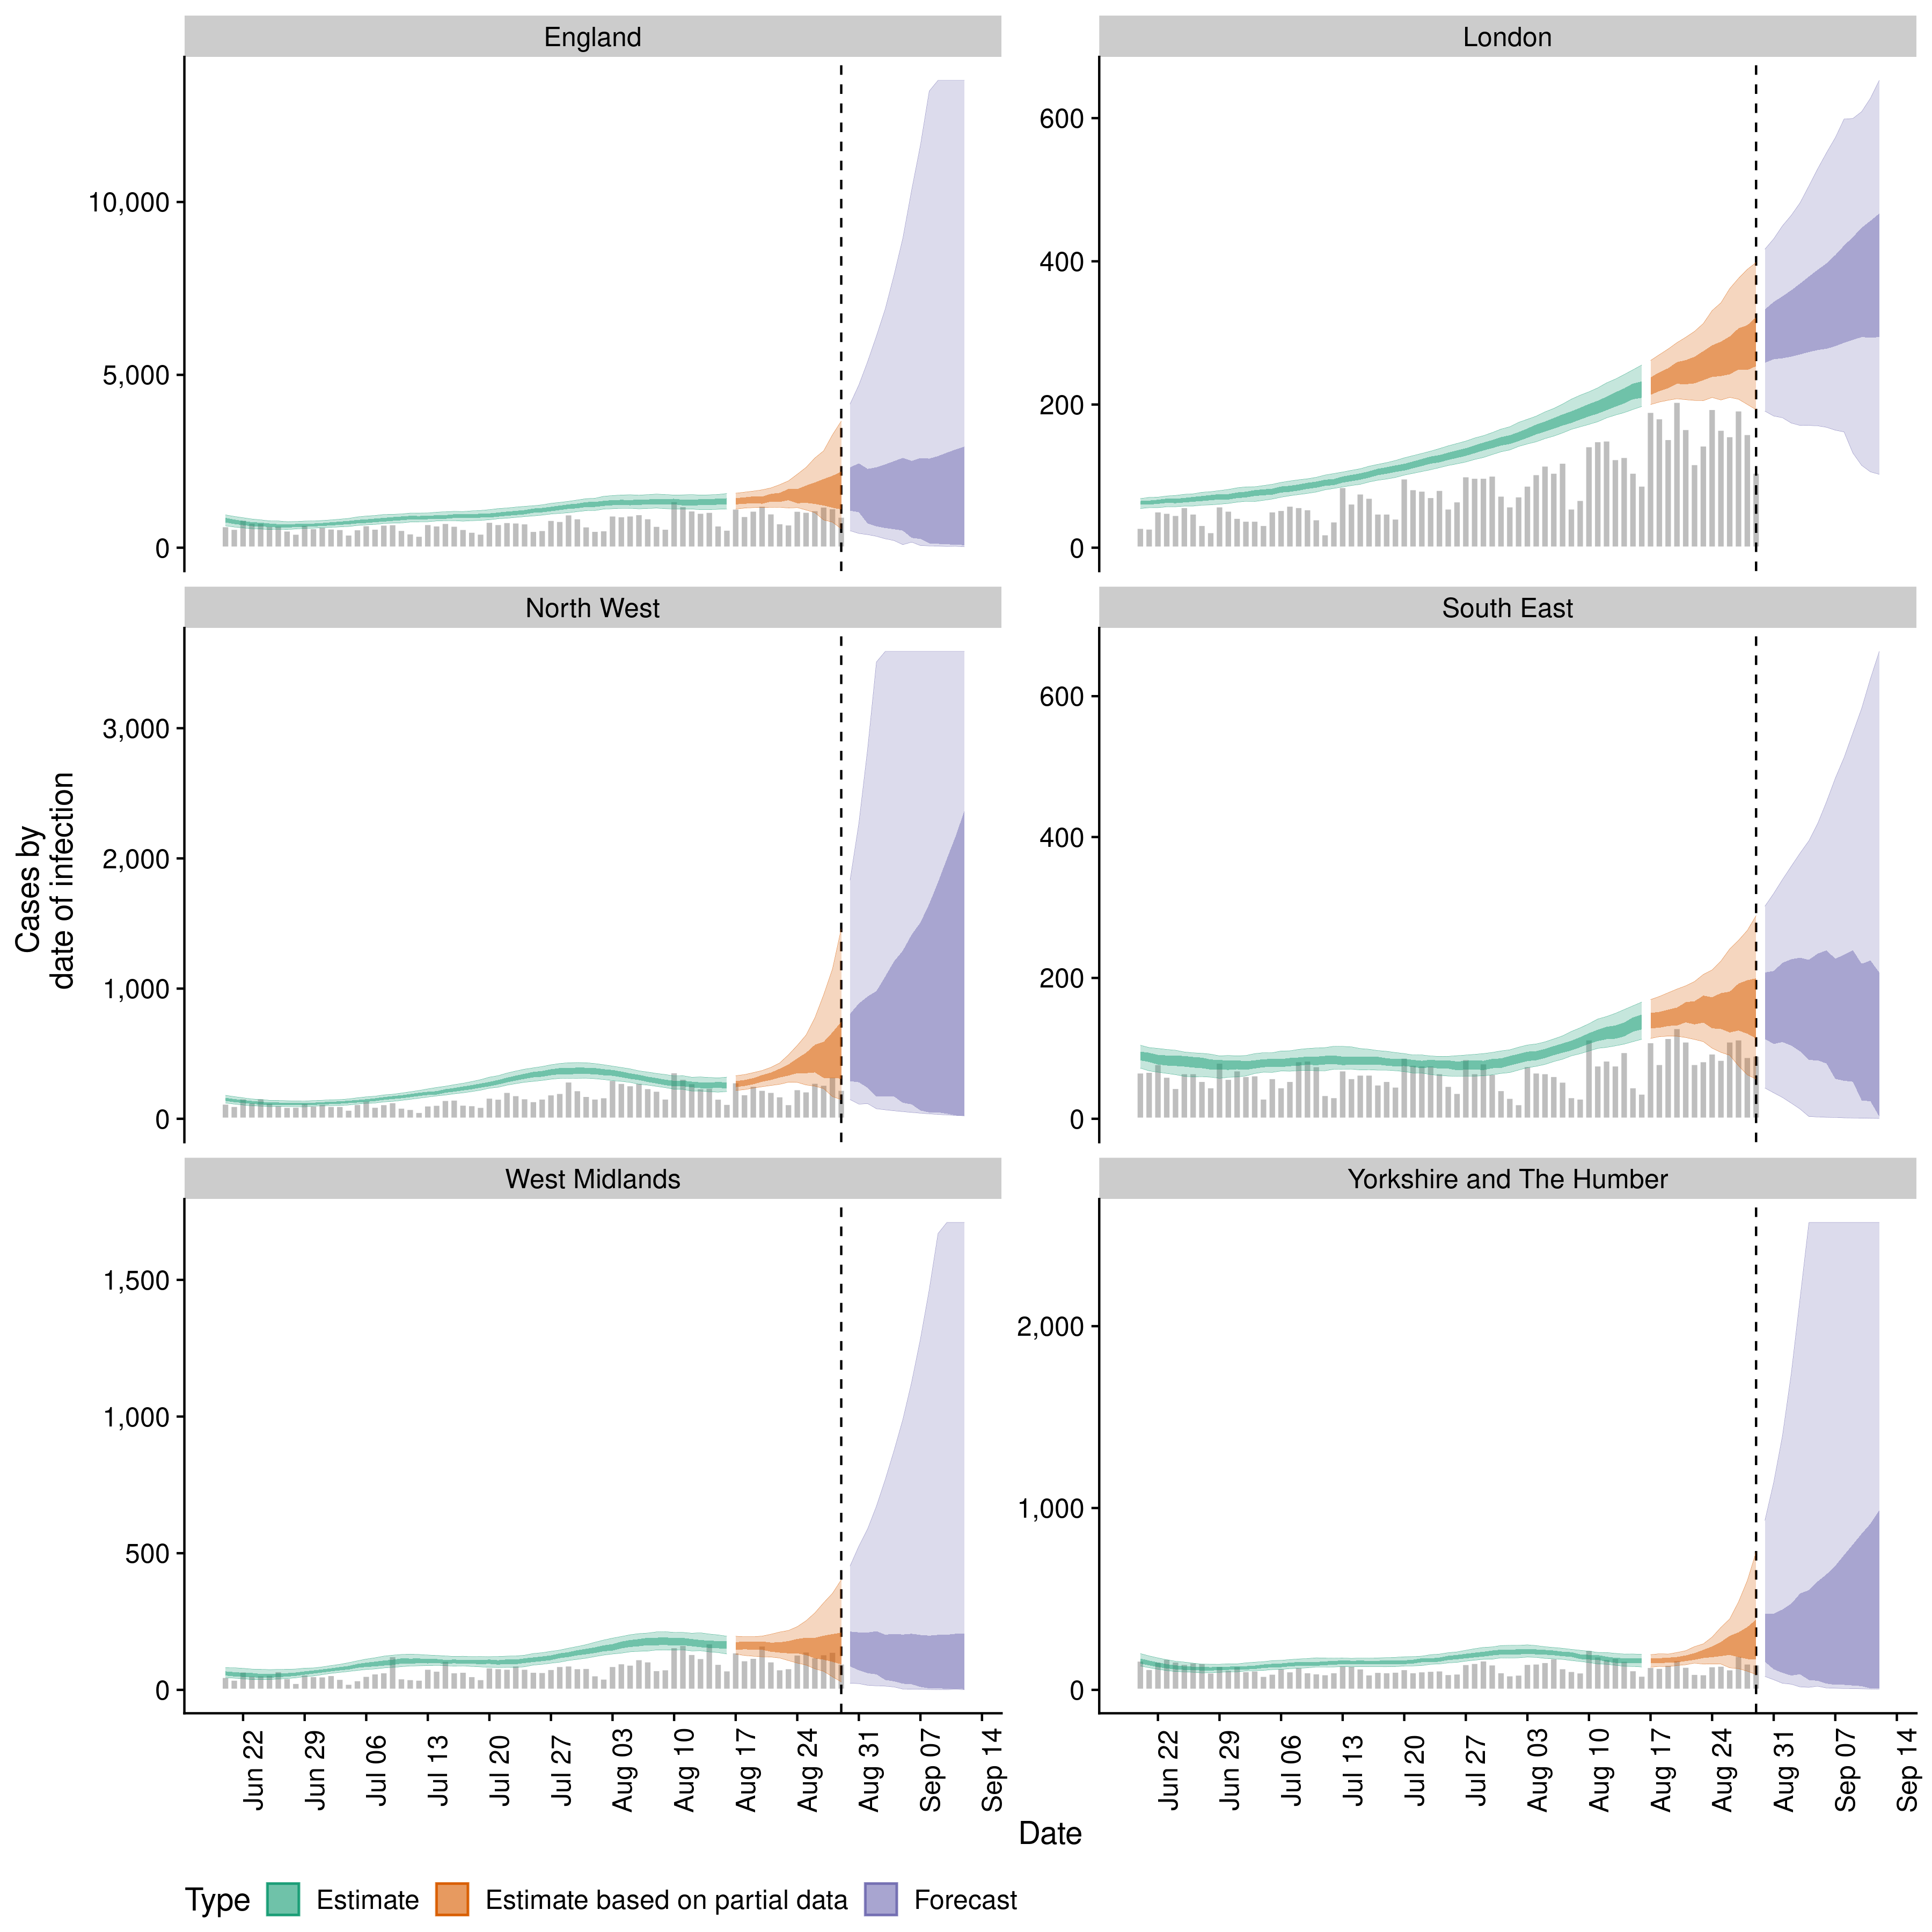 England
London
10,000
5,000
0
600
400
200
0
North West
South East
3,000
2,000
1,000
0
600
400
200
0
Cases by
date of infection
West Midlands
Yorkshire and The Humber
1,500
1,000
500
0
2,000
1,000
0
Jun 22
Jun 29
Jul 06
Jul 13
Jul 20
Jul 27
Aug 03
Aug 10
Aug 17
Aug 24
Aug 31
Sep 07
Sep 14
Jun 22
Jun 29
Jul 06
Jul 13
Jul 20
Jul 27
Aug 03
Aug 10
Aug 17
Aug 24
Aug 31
Sep 07
Sep 14
Date
Type Estimate Estimate based on partial data Forecast